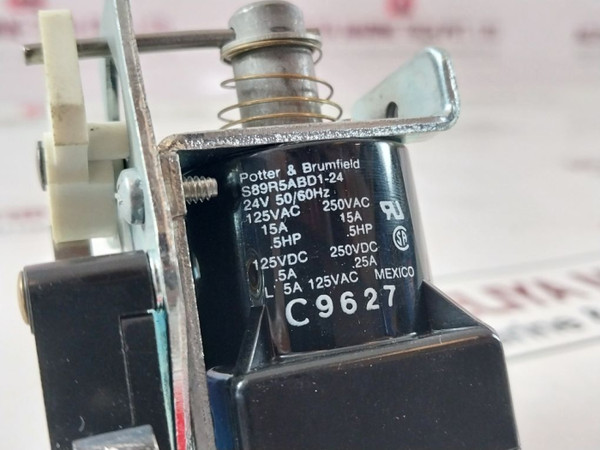 Potter & Brumfield
S89R5ABD1-24
24V 50/60Hz
125VAC 250VAC
15A 15A
.5HP .5HP
125VDC 250VDC
.5A .25A
L .5A 125VAC MEXICO
C9627